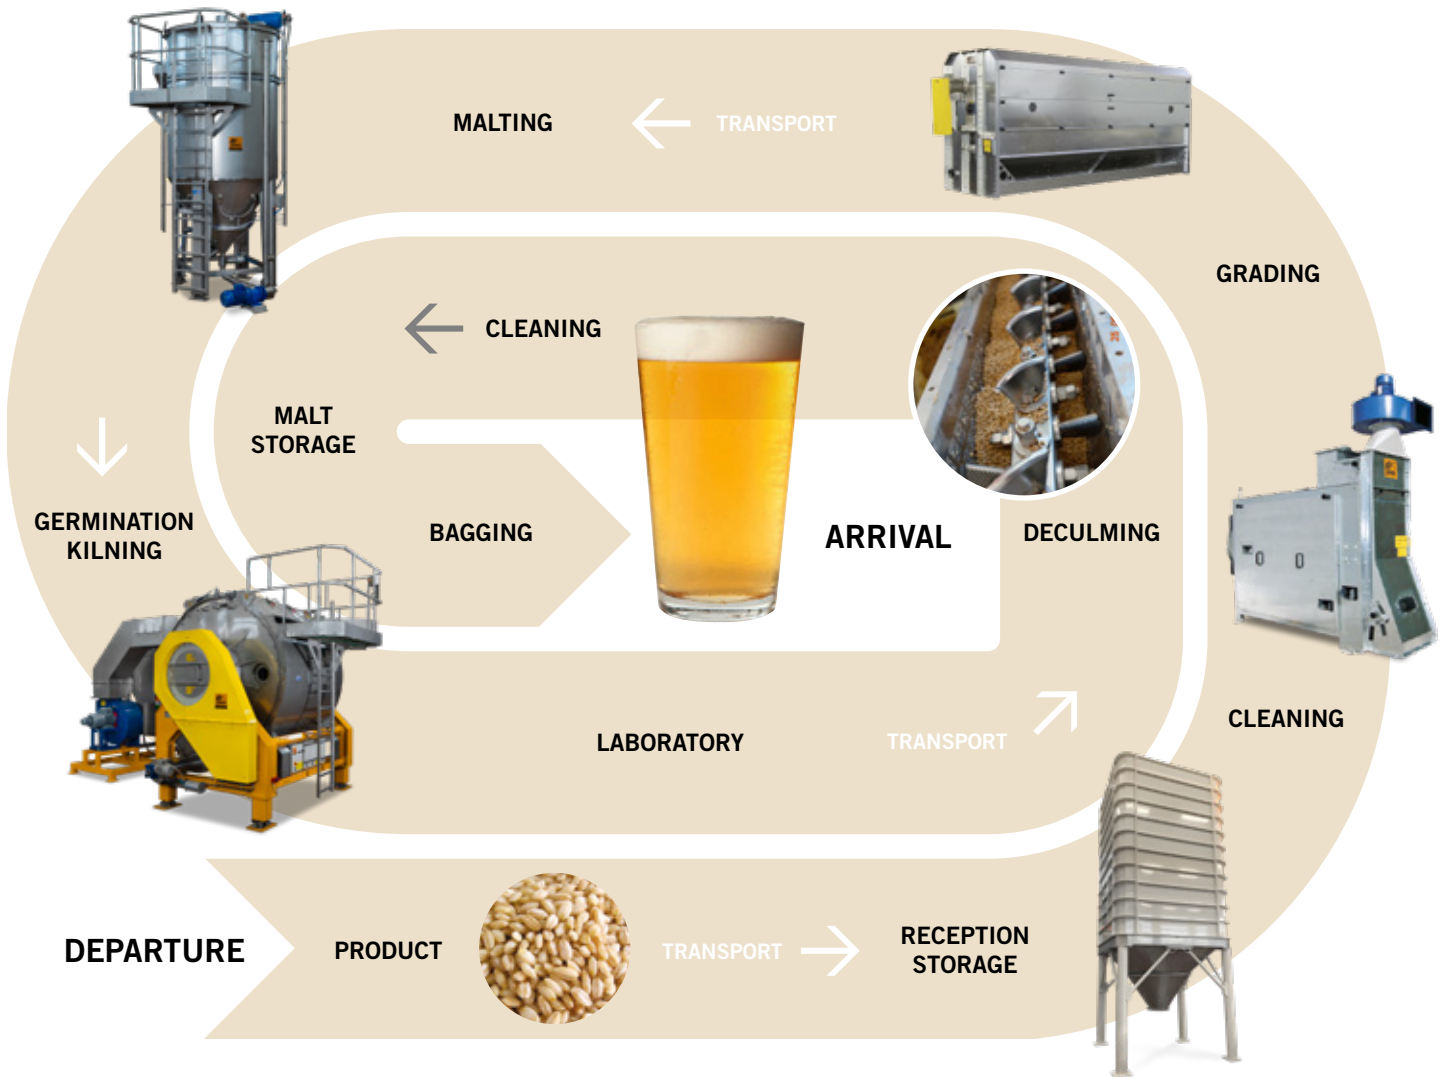 MALTING
TRANSPORT
GRADING
CLEANING
MALT
STORAGE
GERMINATION
KILNING
BAGGING
ARRIVAL
DECULMING
LABORATORY
TRANSPORT
CLEANING
DEPARTURE
PRODUCT
TRANSPORT
RECEPTION
STORAGE